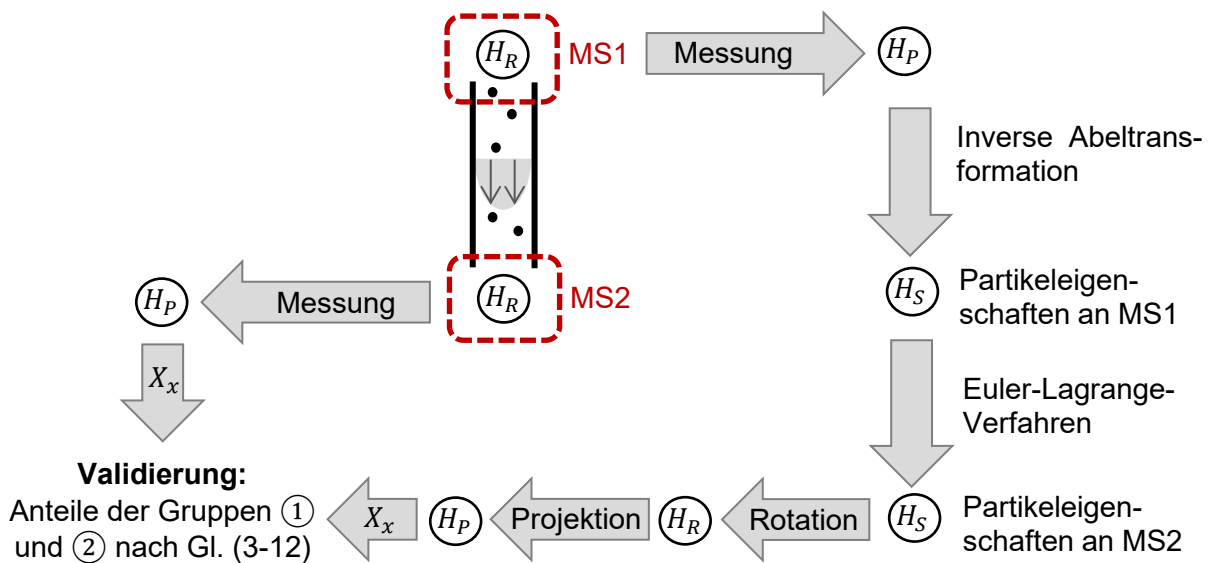 H_R MS1 Messung H_P
Inverse Abeltrans-
formation
H_P Messung H_R MS2
H_S Partikeleigen-
schaften an MS1
X_x
Euler-Lagrange-
Verfahren
Validierung:
Anteile der Gruppen ①
und ② nach Gl. (3-12)
X_x H_P Projektion H_R Rotation H_S
Partikeleigen-
schaften an MS2